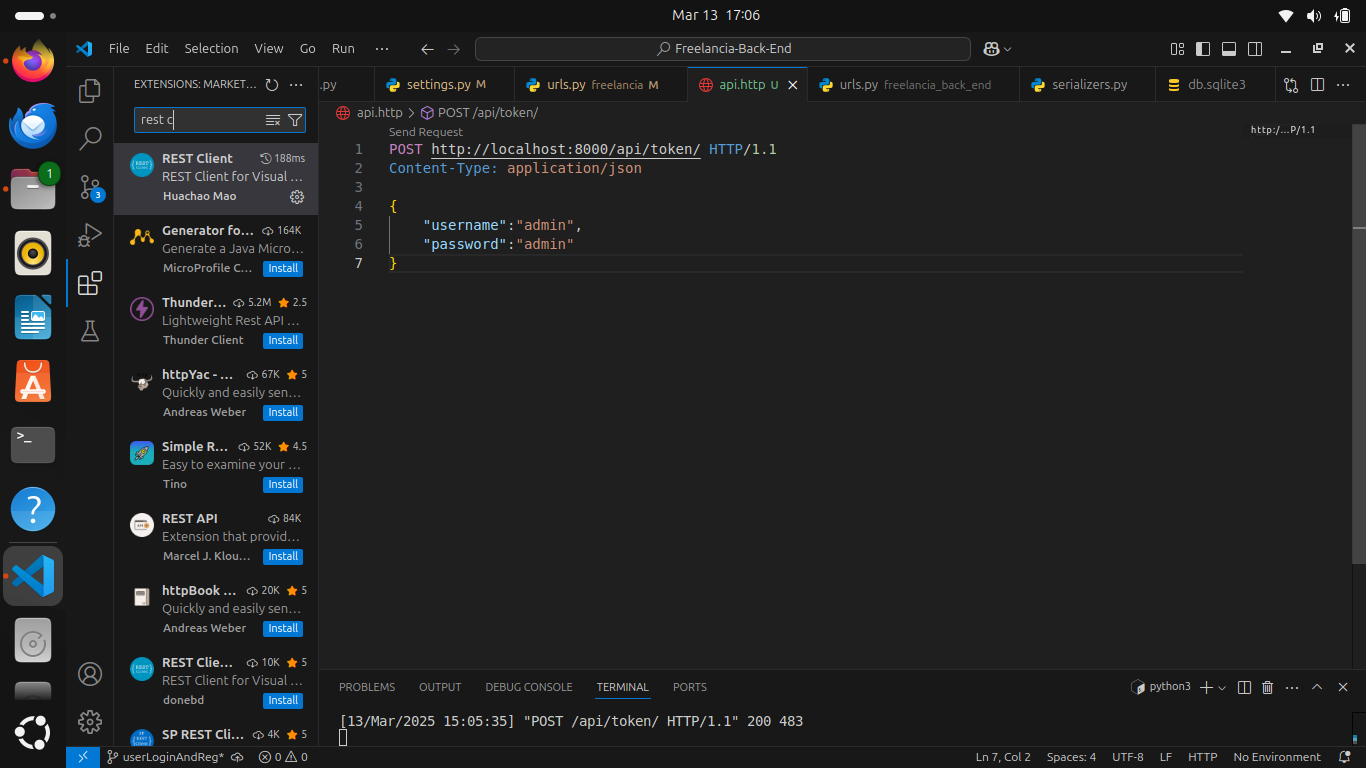 Mar 13 17:06
File Edit Selection View Go Run ···
Freelancia-Back-End
EXTENSIONS: MARKET... ···
rest c
REST Client 188ms
REST Client for Visual ...
Huachao Mao
Generator fo... 164K
Generate a Java Micro...
MicroProfile C... Install
Thunder... 5.2M 2.5
Lightweight Rest API ...
Thunder Client Install
httpYac - ... 67K 5
Quickly and easily sen...
Andreas Weber Install
Simple R... 52K 4.5
Easy to examine your ...
Tino Install
REST API 84K
Extension that provid...
Marcel J. Klou... Install
httpBook ... 20K 5
Quickly and easily sen...
Andreas Weber Install
REST Clie... 10K 5
REST Client for Visual ...
donebd Install
SP REST Cli... 4K 5
1
3
.py settings.py M urls.py freelancia M api.http U urls.py freelancia_back_end serializers.py db.sqlite3 ···
api.http > POST /api/token/
Send Request
1 POST http://localhost:8000/api/token/ HTTP/1.1
2 Content-Type: application/json
3
4 {
5 "username":"admin",
6 "password":"admin"
7 }
http:/...P/1.1
PROBLEMS OUTPUT DEBUG CONSOLE TERMINAL PORTS python3 ···
[13/Mar/2025 15:05:35] "POST /api/token/ HTTP/1.1" 200 483
userLoginAndReg* 0 0 Ln 7, Col 2 Spaces: 4 UTF-8 LF HTTP No Environment